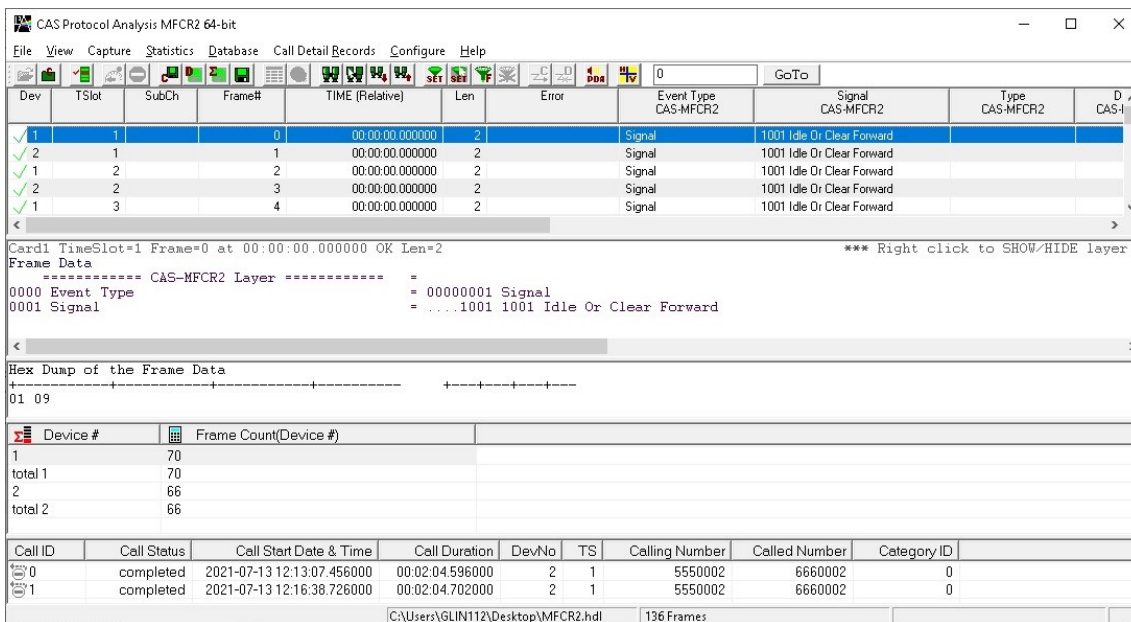 CAS Protocol Analysis MFCR2 64-bit
File View Capture Statistics Database Call Detail Records Configure Help
0 GoTo
Dev TSlot SubCh Frame# TIME (Relative) Len Error Event Type CAS-MFCR2 Signal CAS-MFCR2 Type CAS-MFCR2 D CAS-
1 1 0 00:00:00.000000 2 Signal 1001 Idle Or Clear Forward
2 1 1 00:00:00.000000 2 Signal 1001 Idle Or Clear Forward
1 2 2 00:00:00.000000 2 Signal 1001 Idle Or Clear Forward
2 2 3 00:00:00.000000 2 Signal 1001 Idle Or Clear Forward
1 3 4 00:00:00.000000 2 Signal 1001 Idle Or Clear Forward
Card1 TimeSlot=1 Frame=0 at 00:00:00.000000 OK Len=2 *** Right click to SHOW/HIDE layer
Frame Data
============ CAS-MFCR2 Layer ============ =
0000 Event Type = 00000001 Signal
0001 Signal = ....1001 1001 Idle Or Clear Forward
Hex Dump of the Frame Data
+-----------+-----------+-----------+---------- +---+---+---+---
01 09
Device # Frame Count(Device #)
1 70
total 1 70
2 66
total 2 66
Call ID Call Status Call Start Date & Time Call Duration DevNo TS Calling Number Called Number Category ID
0 completed 2021-07-13 12:13:07.456000 00:02:04.596000 2 1 5550002 6660002 0
1 completed 2021-07-13 12:16:38.726000 00:02:04.702000 2 1 5550002 6660002 0
C:\Users\GLIN112\Desktop\MFCR2.hdl 136 Frames